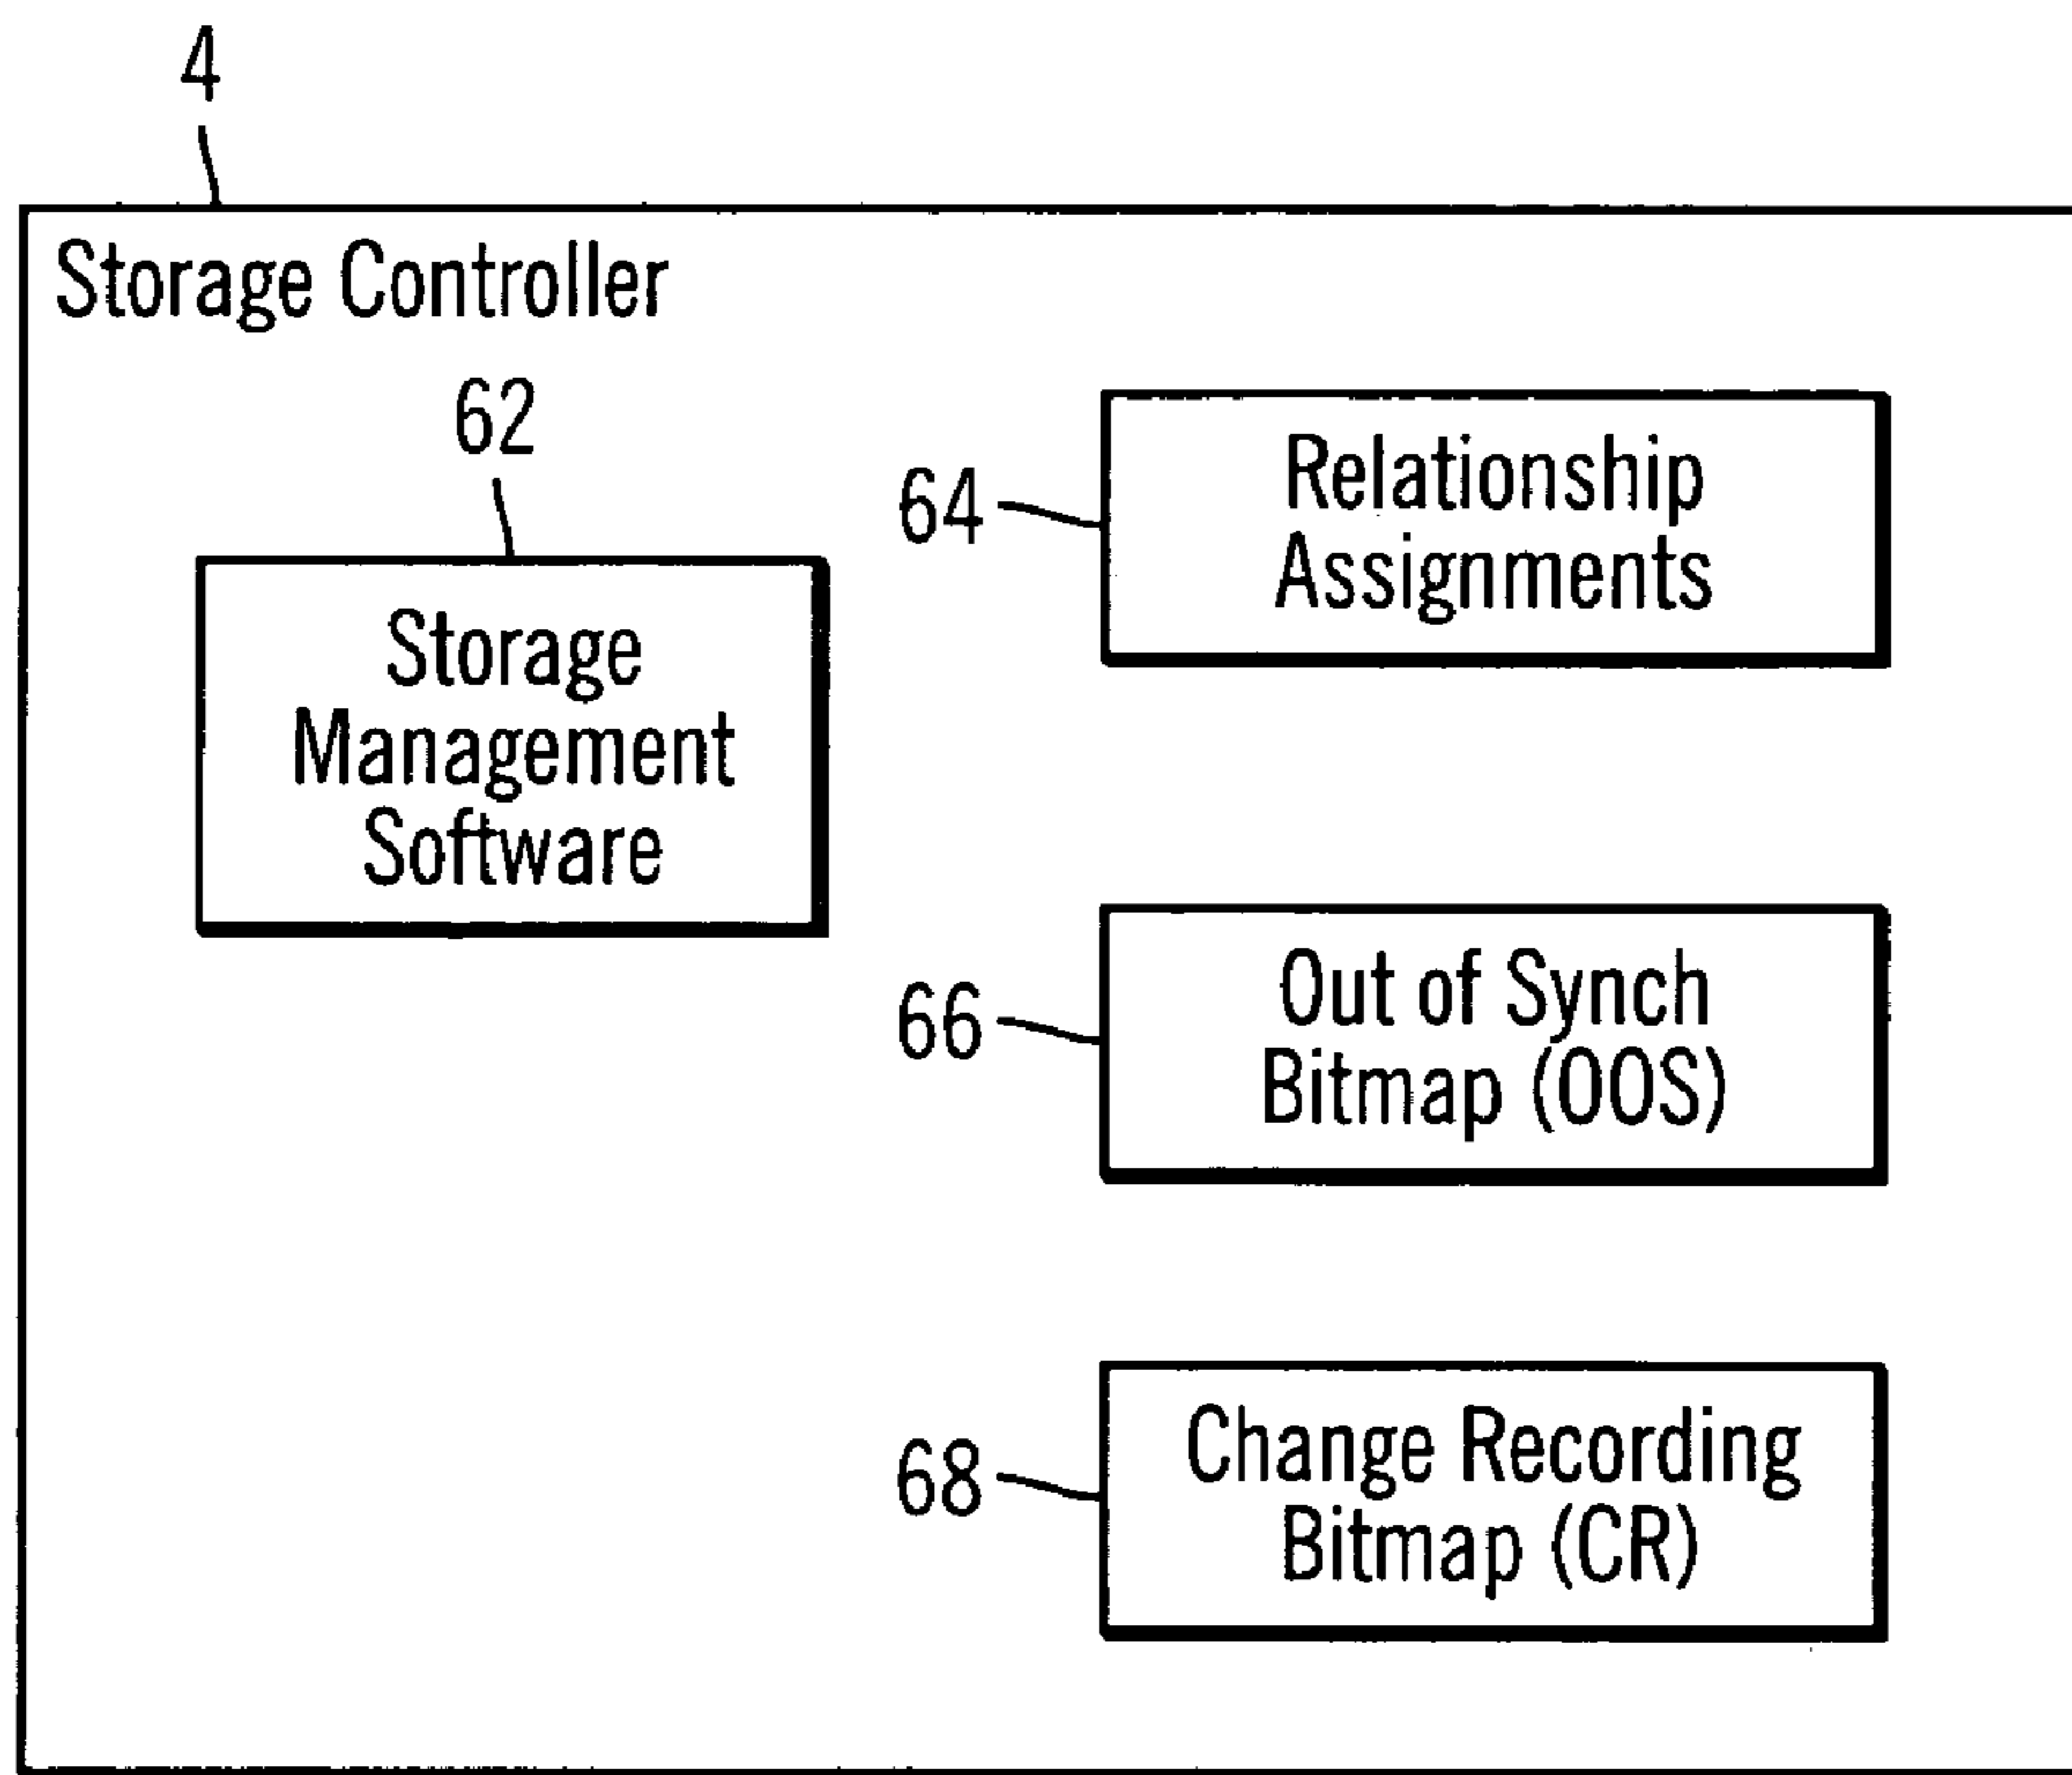 4
Storage Controller
62
Storage
Management
Software
64
Relationship
Assignments
66
Out of Synch
Bitmap (OOS)
68
Change Recording
Bitmap (CR)